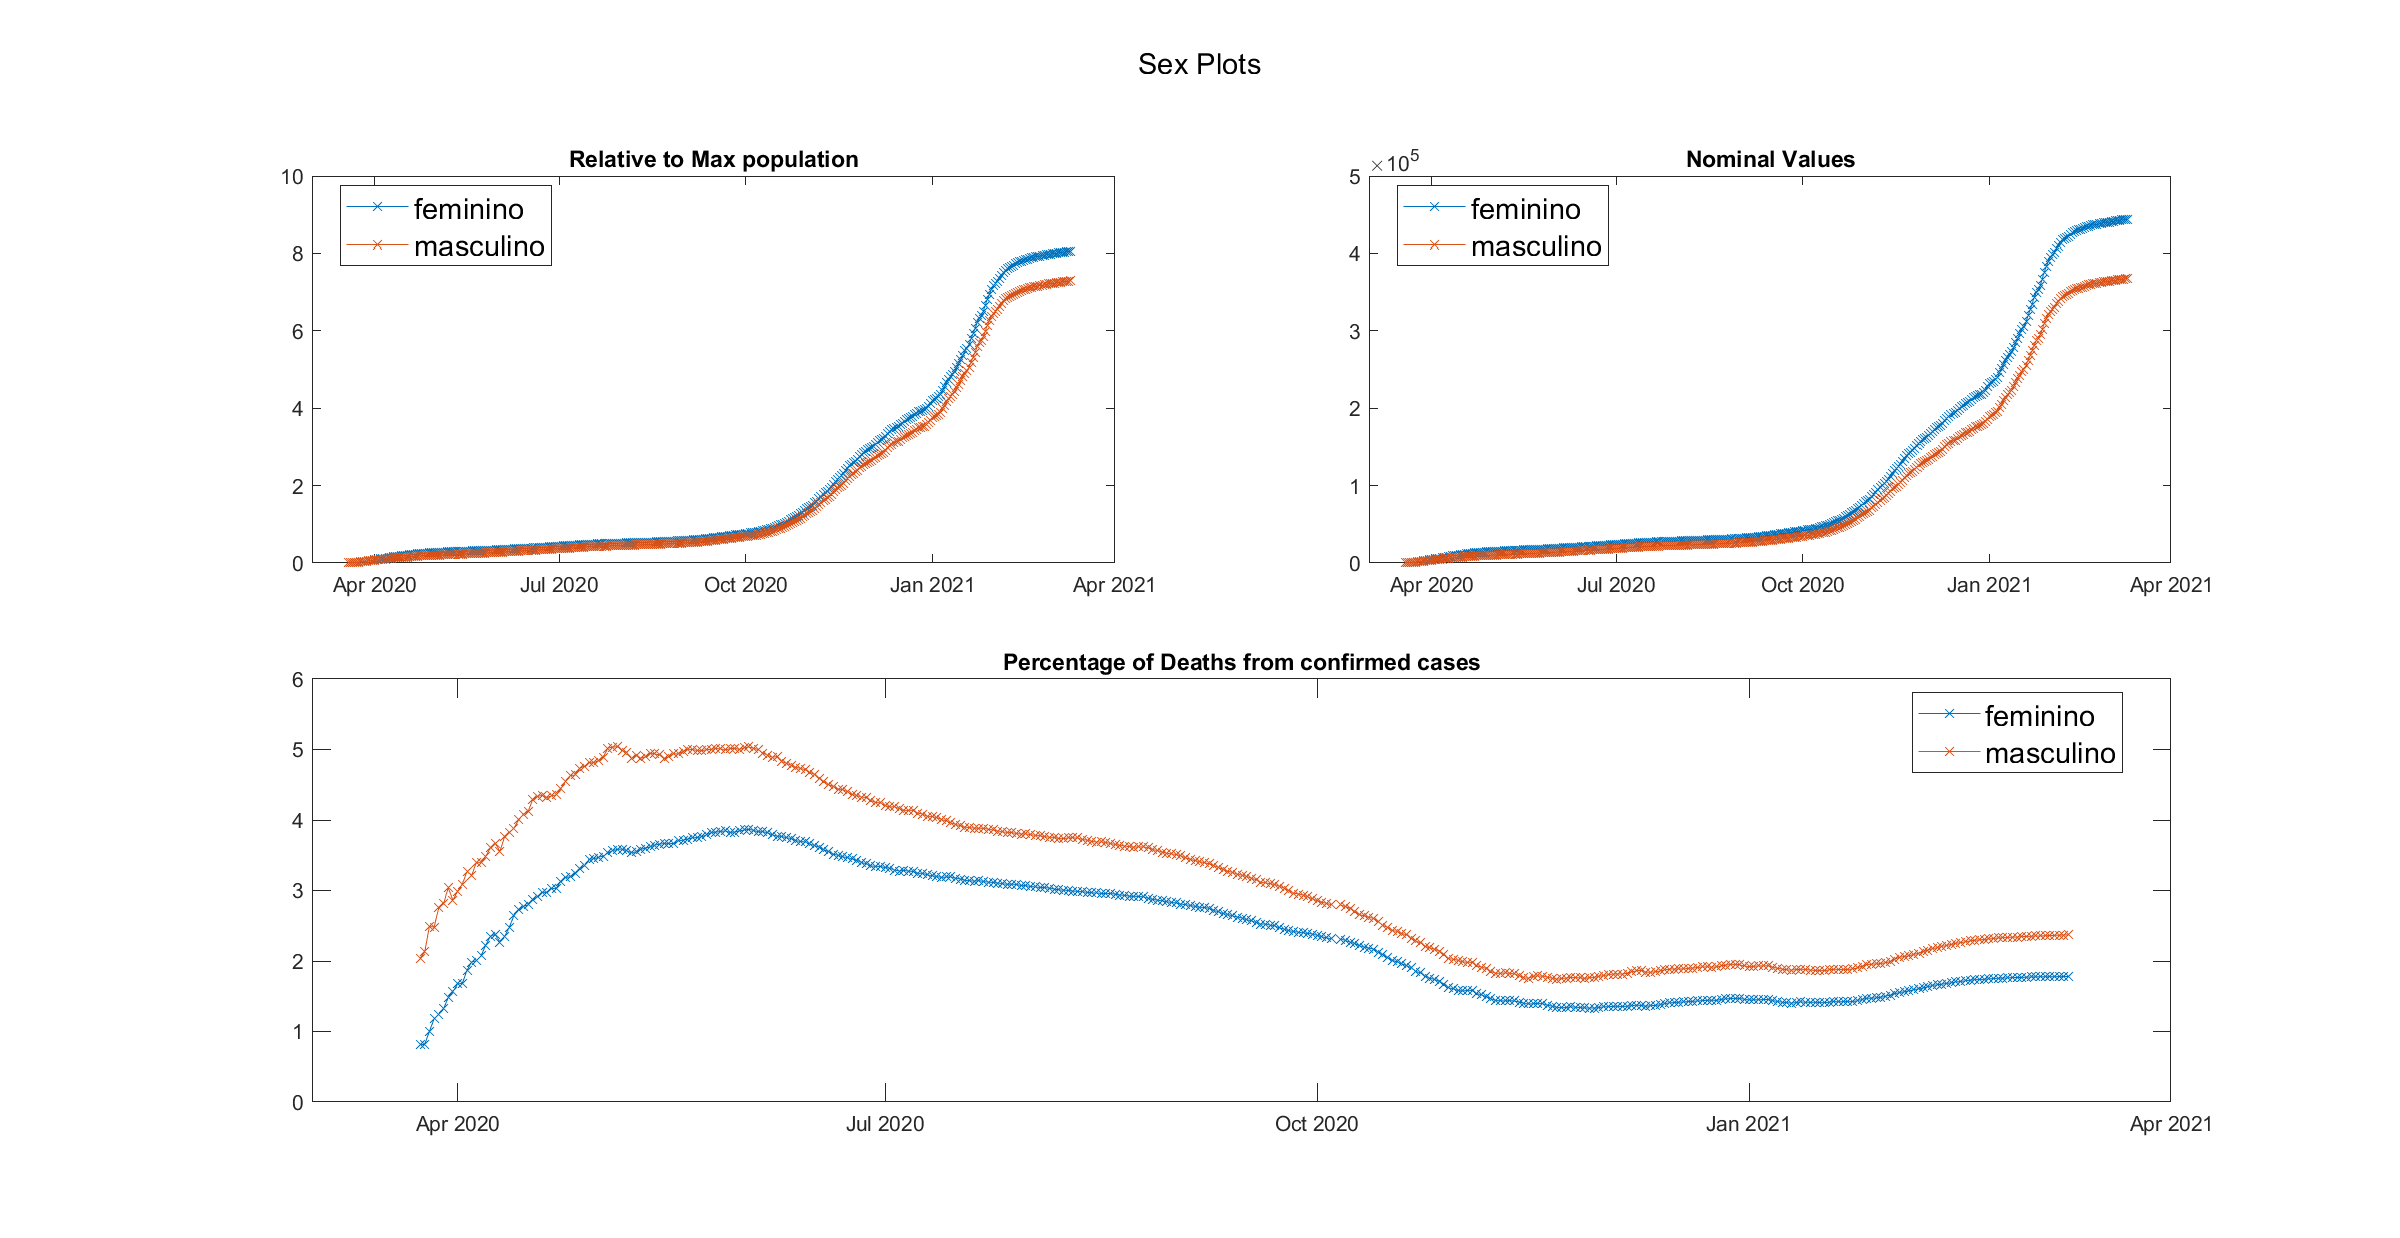 Sex Plots
Relative to Max population
10
8
6
4
2
0
feminino
masculino
Apr 2020 Jul 2020 Oct 2020 Jan 2021 Apr 2021
Nominal Values
×10^5
5
4
3
2
1
0
feminino
masculino
Apr 2020 Jul 2020 Oct 2020 Jan 2021 Apr 2021
Percentage of Deaths from confirmed cases
6
5
4
3
2
1
0
feminino
masculino
Apr 2020 Jul 2020 Oct 2020 Jan 2021 Apr 2021